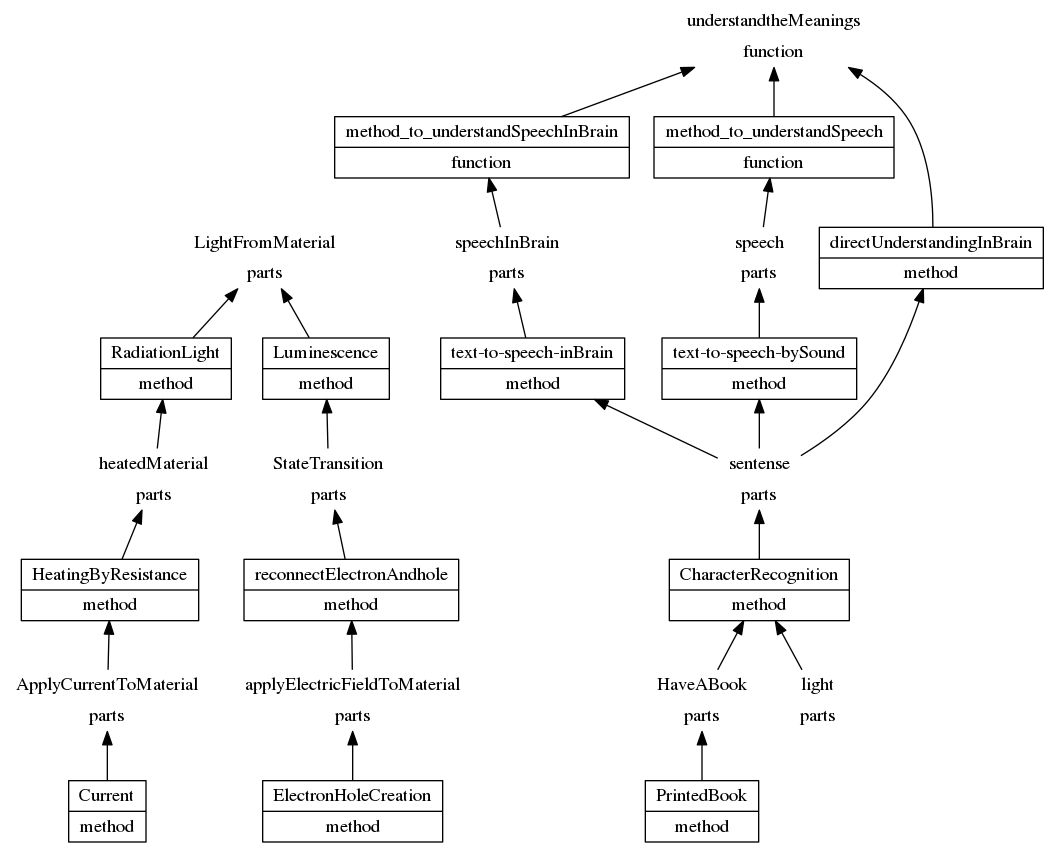 understandtheMeanings
function
method_to_understandSpeechInBrain
function
method_to_understandSpeech
function
LightFromMaterial
parts
speechInBrain
parts
speech
parts
directUnderstandingInBrain
method
RadiationLight
method
Luminescence
method
text-to-speech-inBrain
method
text-to-speech-bySound
method
heatedMaterial
parts
StateTransition
parts
sentense
parts
HeatingByResistance
method
reconnectElectronAndhole
method
CharacterRecognition
method
ApplyCurrentToMaterial
parts
applyElectricFieldToMaterial
parts
HaveABook
parts
light
parts
Current
method
ElectronHoleCreation
method
PrintedBook
method